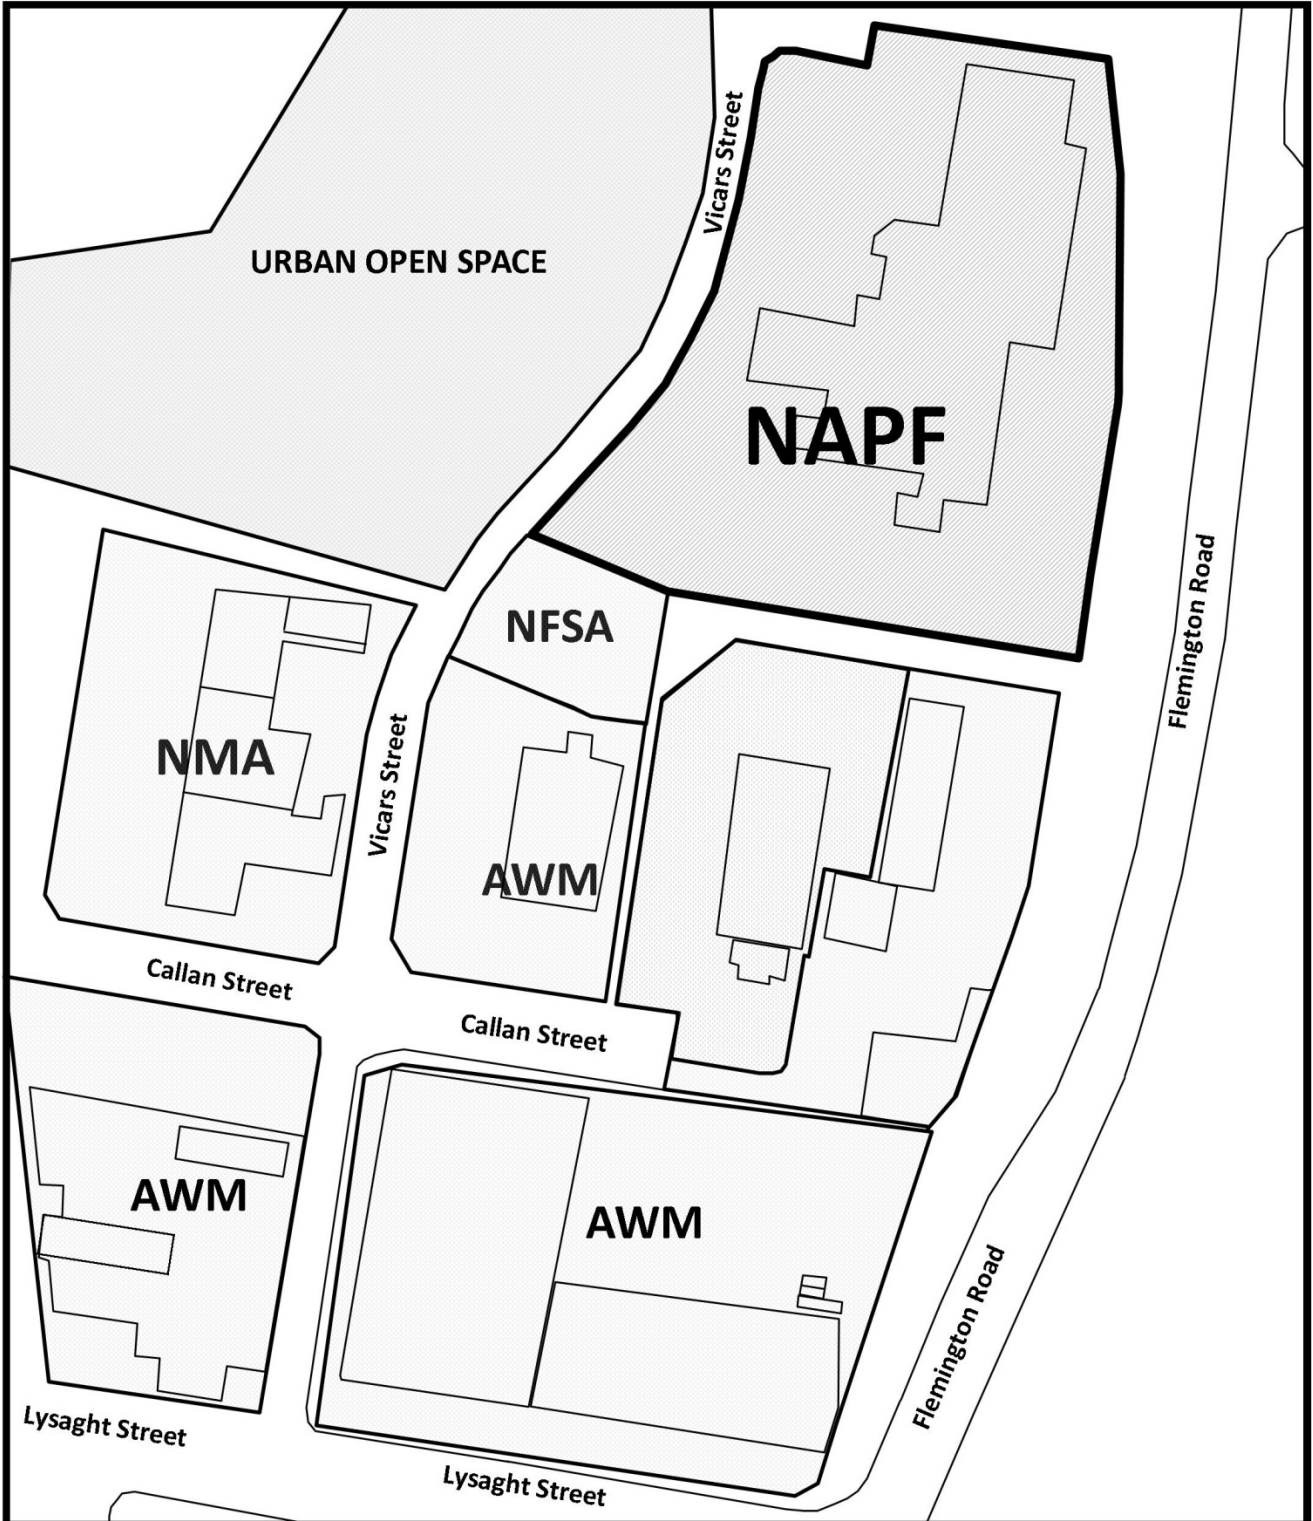 Vicars Street
URBAN OPEN SPACE
NAPF
Flemington Road
NFSA
NMA
Vicars Street
AWM
Callan Street
Callan Street
AWM
AWM
Flemington Road
Lysaght Street
Lysaght Street